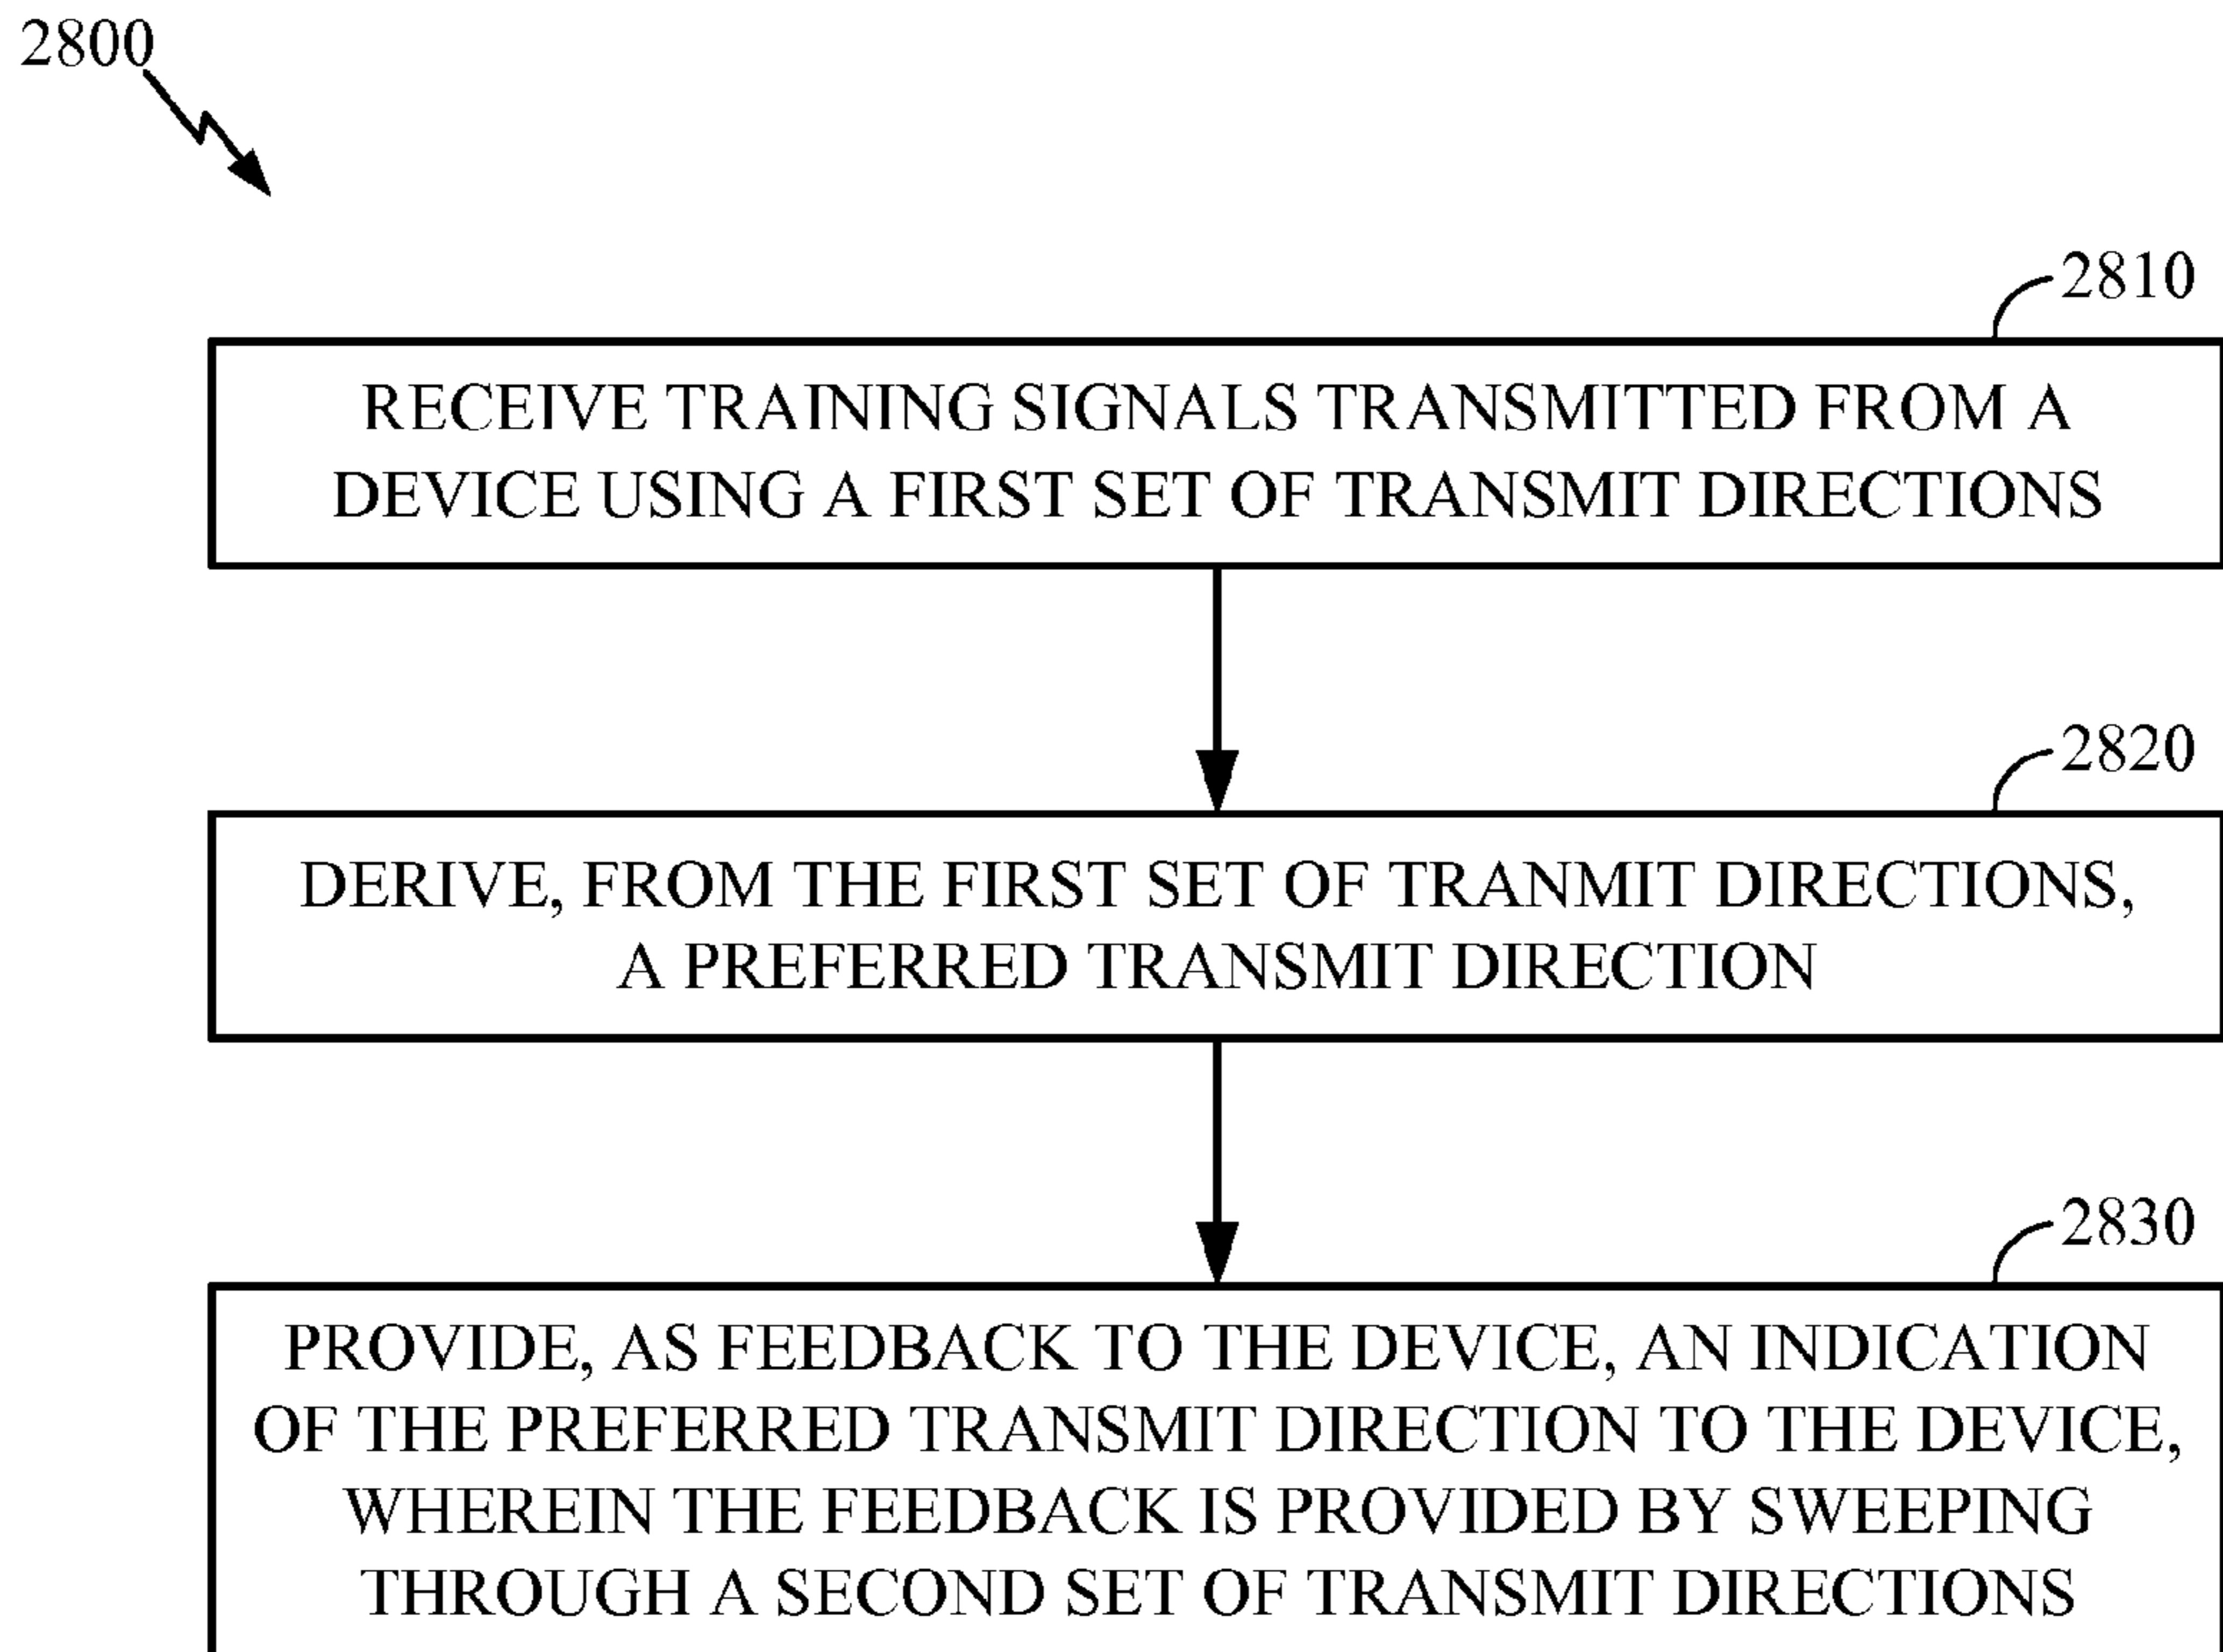 2800
2810
RECEIVE TRAINING SIGNALS TRANSMITTED FROM A
DEVICE USING A FIRST SET OF TRANSMIT DIRECTIONS
2820
DERIVE, FROM THE FIRST SET OF TRANMIT DIRECTIONS,
A PREFERRED TRANSMIT DIRECTION
2830
PROVIDE, AS FEEDBACK TO THE DEVICE, AN INDICATION
OF THE PREFERRED TRANSMIT DIRECTION TO THE DEVICE,
WHEREIN THE FEEDBACK IS PROVIDED BY SWEEPING
THROUGH A SECOND SET OF TRANSMIT DIRECTIONS